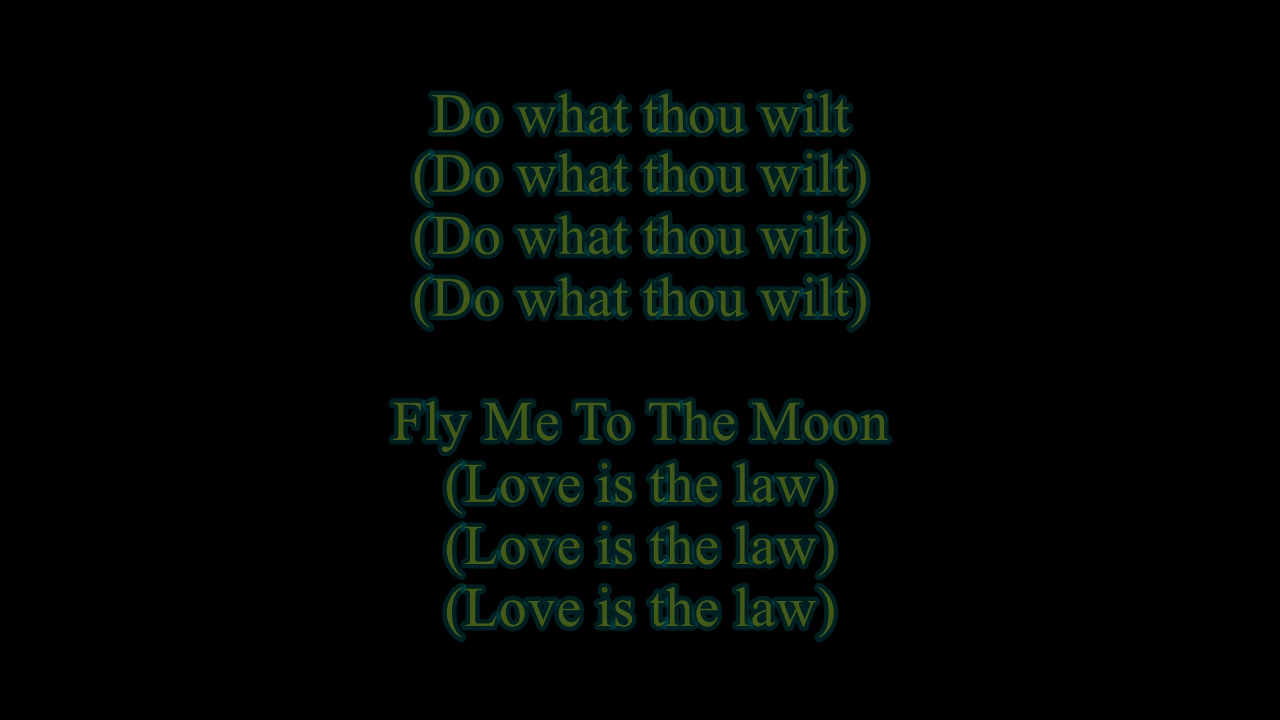 Do what thou wilt
(Do what thou wilt)
(Do what thou wilt)
(Do what thou wilt)
Fly Me To The Moon
(Love is the law)
(Love is the law)
(Love is the law)